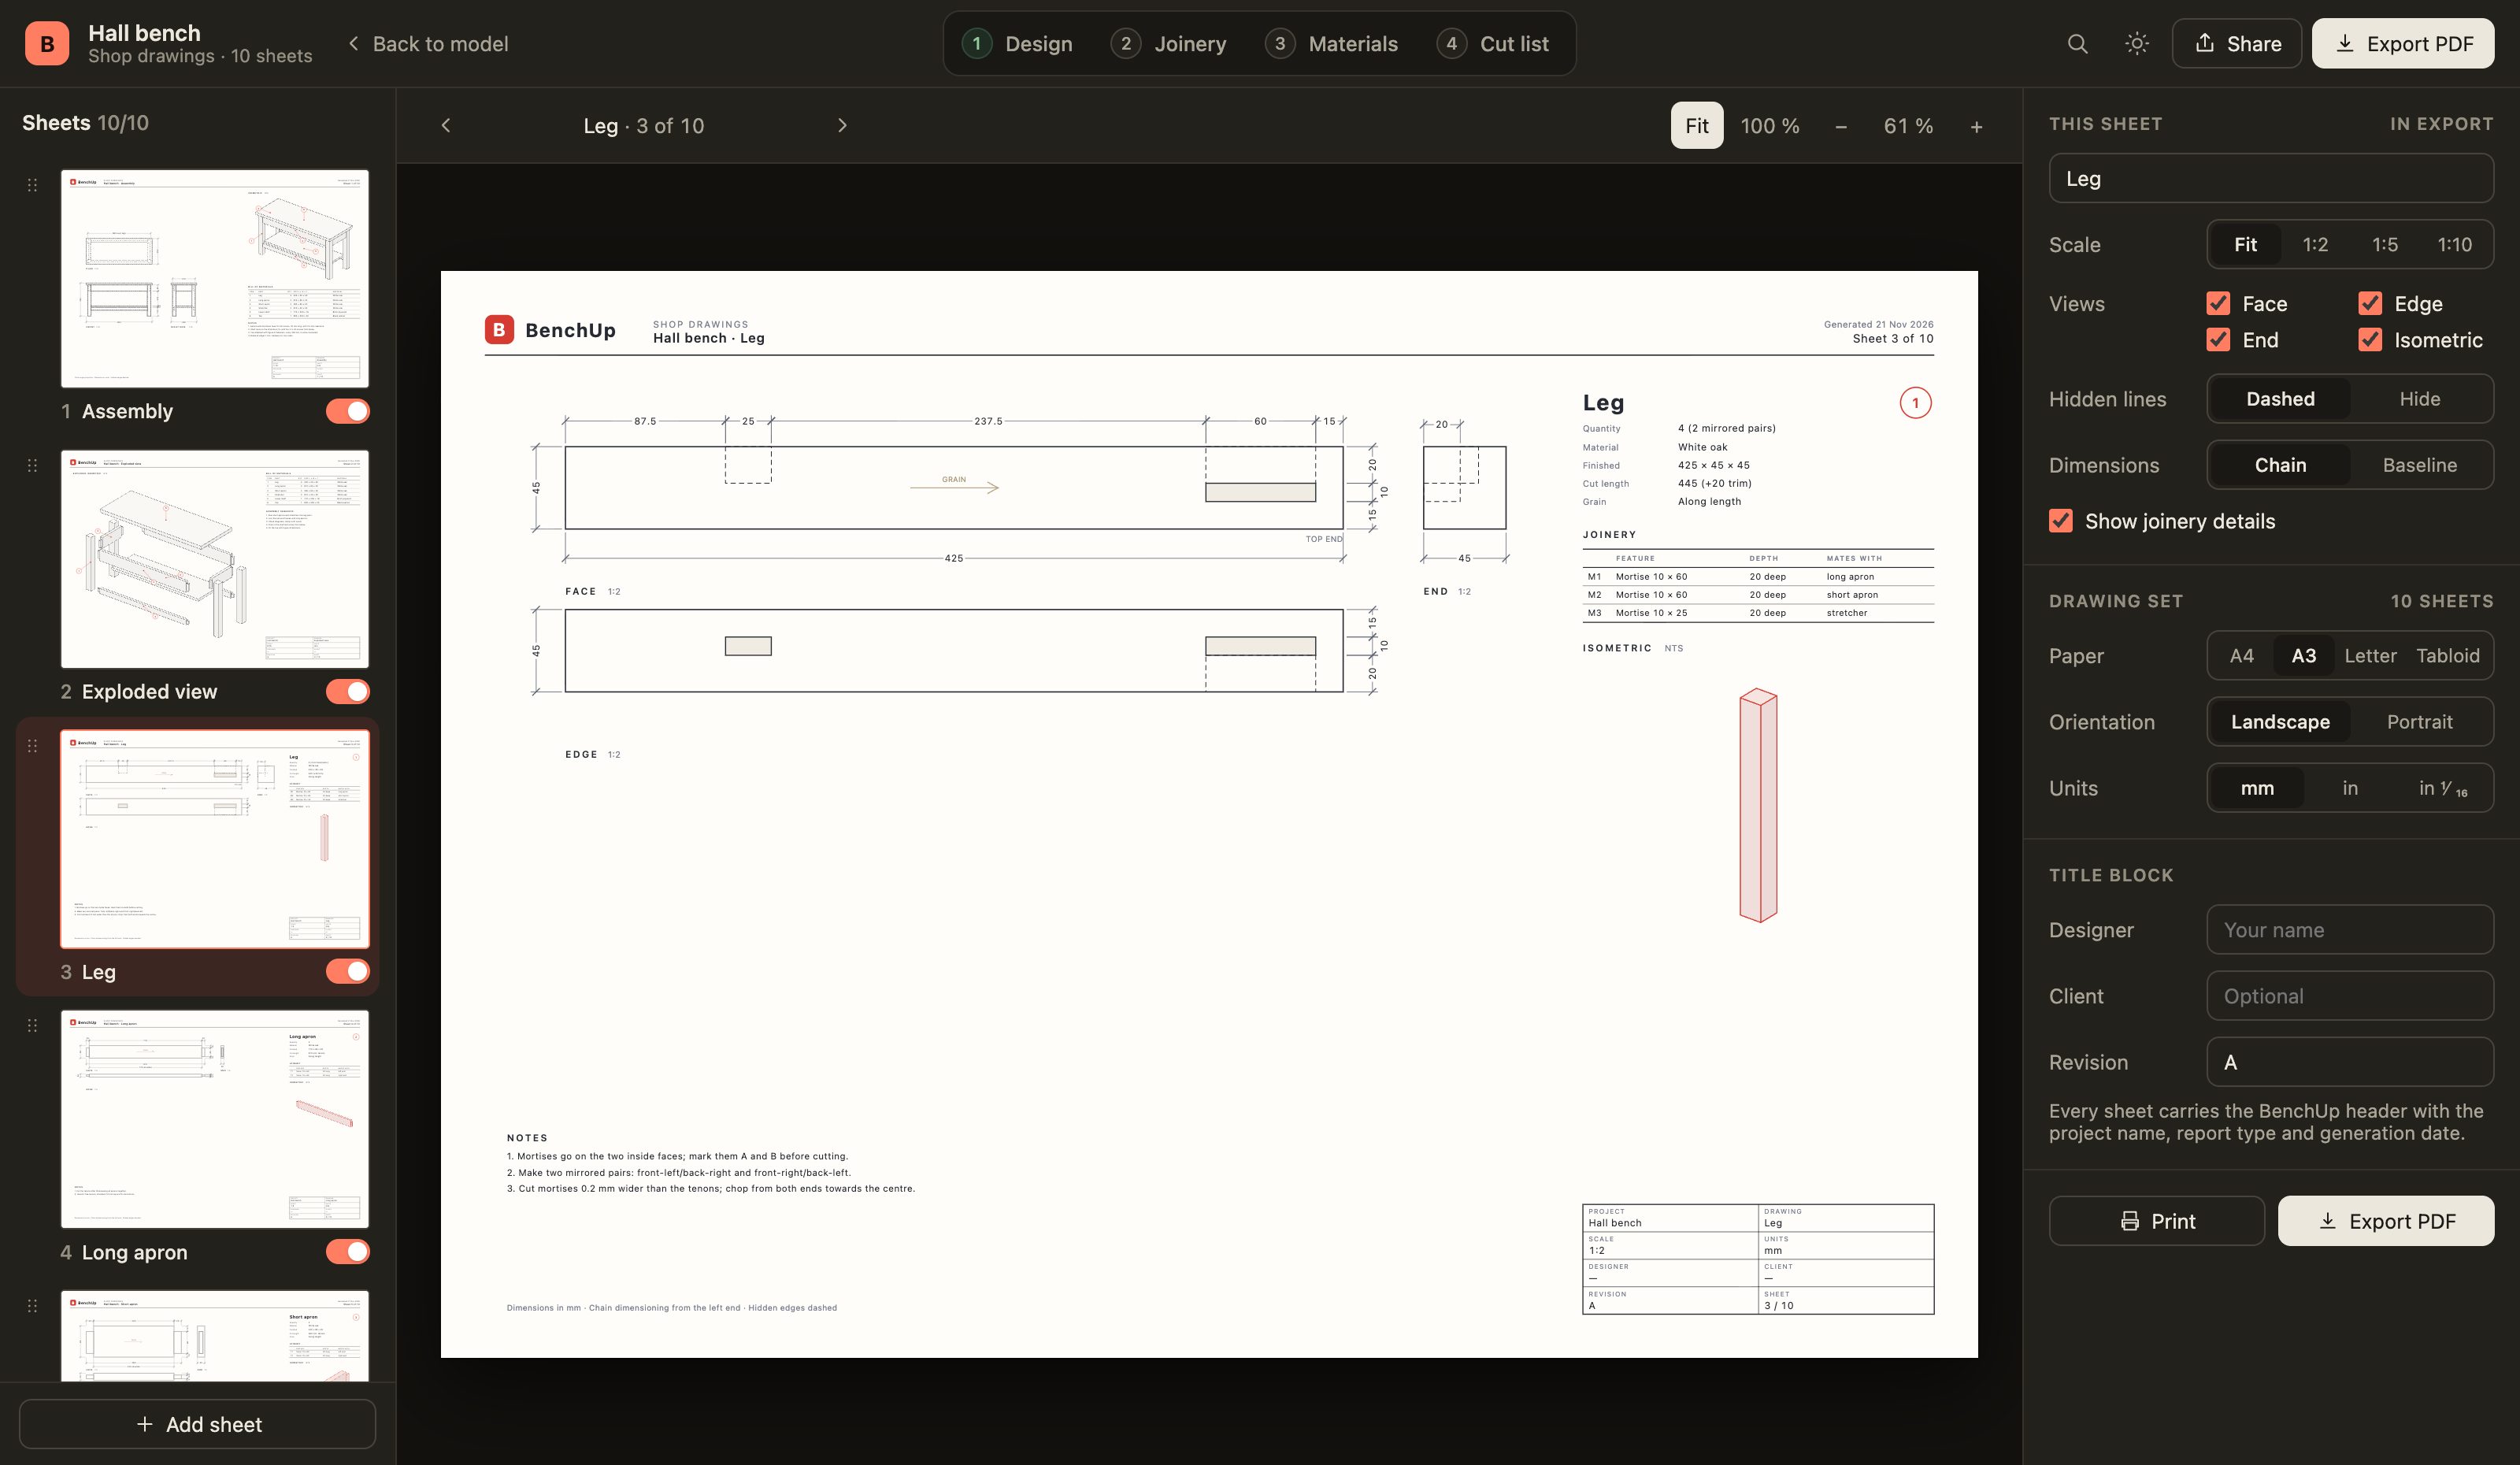 B
Hall bench
Shop drawings · 10 sheets
Back to model
1 Design
2 Joinery
3 Materials
4 Cut list
Share
Export PDF
Sheets 10/10
1 Assembly
2 Exploded view
3 Leg
4 Long apron
Add sheet
Leg · 3 of 10
Fit
100 %
−
61 %
+
B BenchUp
SHOP DRAWINGS
Hall bench · Leg
Generated 21 Nov 2026
Sheet 3 of 10
87.5
25
237.5
60
15
20
45
GRAIN
20
10
15
TOP END
425
45
FACE 1:2
END 1:2
45
15
10
20
EDGE 1:2
Leg
1
Quantity 4 (2 mirrored pairs)
Material White oak
Finished 425 × 45 × 45
Cut length 445 (+20 trim)
Grain Along length
JOINERY
FEATURE DEPTH MATES WITH
M1 Mortise 10 × 60 20 deep long apron
M2 Mortise 10 × 60 20 deep short apron
M3 Mortise 10 × 25 20 deep stretcher
ISOMETRIC NTS
NOTES
1. Mortises go on the two inside faces; mark them A and B before cutting.
2. Make two mirrored pairs: front-left/back-right and front-right/back-left.
3. Cut mortises 0.2 mm wider than the tenons; chop from both ends towards the centre.
PROJECT
Hall bench
DRAWING
Leg
SCALE
1:2
UNITS
mm
DESIGNER
—
CLIENT
—
REVISION
A
SHEET
3 / 10
Dimensions in mm · Chain dimensioning from the left end · Hidden edges dashed
THIS SHEET
IN EXPORT
Leg
Scale
Fit 1:2 1:5 1:10
Views
Face Edge
End Isometric
Hidden lines
Dashed Hide
Dimensions
Chain Baseline
Show joinery details
DRAWING SET
10 SHEETS
Paper
A4 A3 Letter Tabloid
Orientation
Landscape Portrait
Units
mm in in ⅟ ₁₆
TITLE BLOCK
Designer
Your name
Client
Optional
Revision
A
Every sheet carries the BenchUp header with the
project name, report type and generation date.
Print
Export PDF